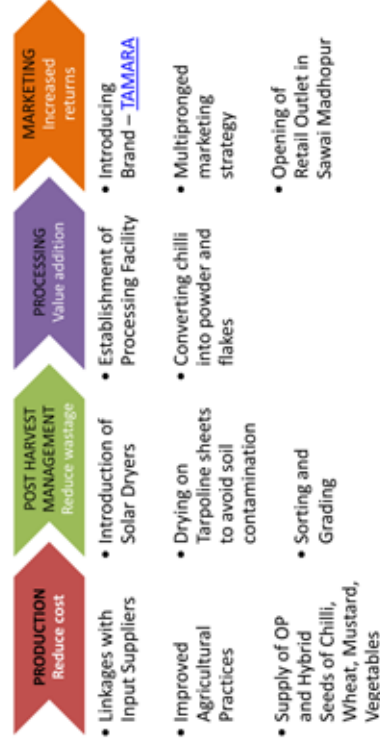 PRODUCTION
Reduce cost
• Linkages with
Input Suppliers
• Improved
Agricultural
Practices
• Supply of OP
and Hybrid
Seeds of Chilli,
Wheat, Mustard,
Vegetables
POST HARVEST
MANAGEMENT
Reduce wastage
• Introduction of
Solar Dryers
• Drying on
Tarpoline sheets
to avoid soil
contamination
• Sorting and
Grading
PROCESSING
Value addition
• Establishment of
Processing Facility
• Converting chilli
into powder and
flakes
MARKETING
Increased
returns
• Introducing
Brand – TAMARA
• Multipronged
marketing
strategy
• Opening of
Retail Outlet in
Sawai Madhopur